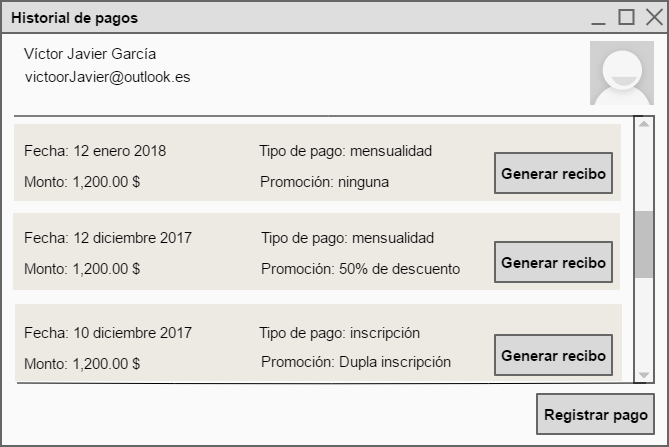 Historial de pagos
Víctor Javier García
victoorJavier@outlook.es
Fecha: 12 enero 2018
Tipo de pago: mensualidad
Monto: 1,200.00 $
Promoción: ninguna
Generar recibo
Fecha: 12 diciembre 2017
Tipo de pago: mensualidad
Monto: 1,200.00 $
Promoción: 50% de descuento
Generar recibo
Fecha: 10 diciembre 2017
Tipo de pago: inscripción
Monto: 1,200.00 $
Promoción: Dupla inscripción
Generar recibo
Registrar pago